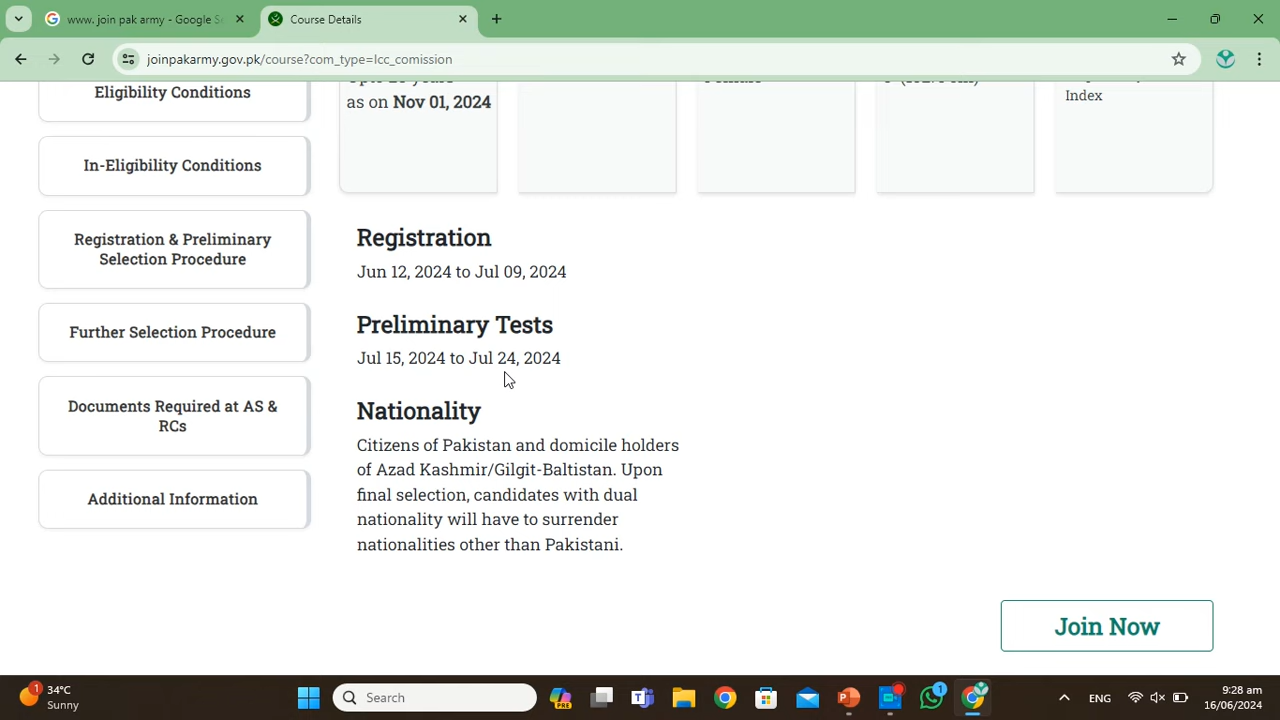 www. join pak army - Google Se
Course Details
joinpakarmy.gov.pk/course?com_type=lcc_comission
Eligibility Conditions
as on Nov 01, 2024
Index
In-Eligibility Conditions
Registration & Preliminary
Selection Procedure
Further Selection Procedure
Documents Required at AS &
RCs
Additional Information
Registration
Jun 12, 2024 to Jul 09, 2024
Preliminary Tests
Jul 15, 2024 to Jul 24, 2024
Nationality
Citizens of Pakistan and domicile holders
of Azad Kashmir/Gilgit-Baltistan. Upon
final selection, candidates with dual
nationality will have to surrender
nationalities other than Pakistani.
Join Now
1
34°C
Sunny
Search
PRE
1
ENG
9:28 am
16/06/2024